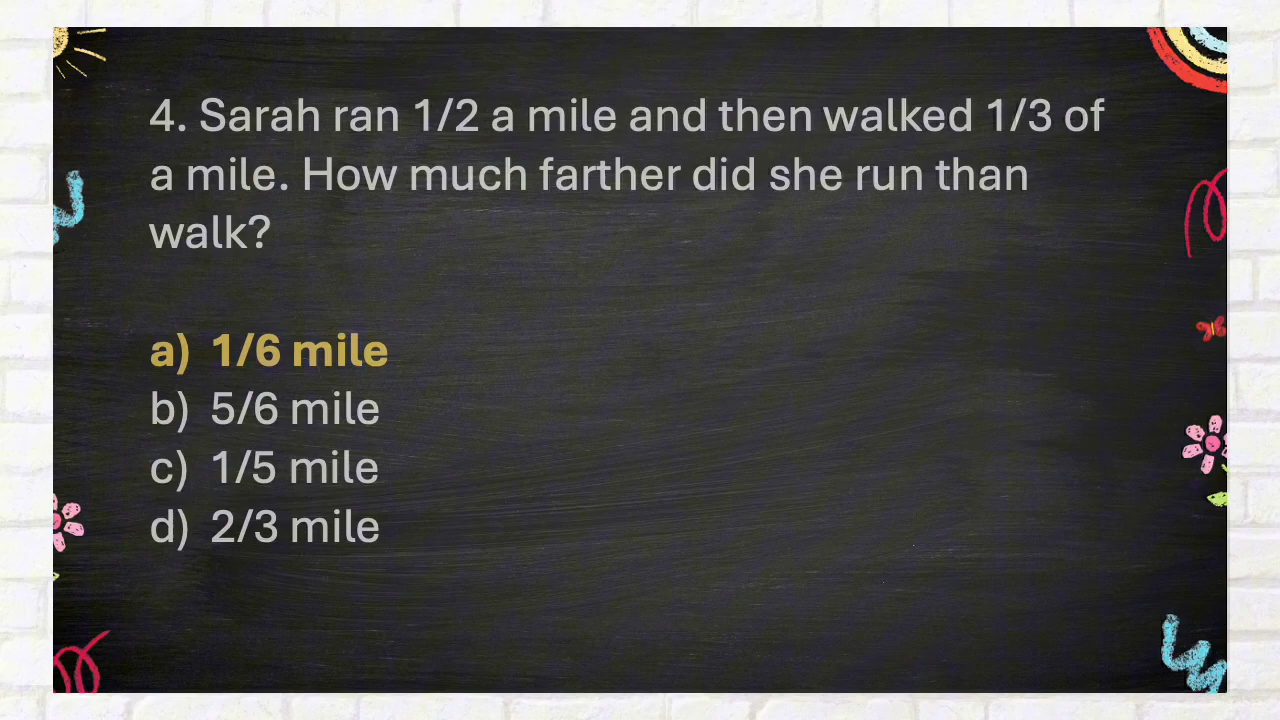 4. Sarah ran 1/2 a mile and then walked 1/3 of
a mile. How much farther did she run than
walk?
a) 1/6 mile
b) 5/6 mile
c) 1/5 mile
d) 2/3 mile